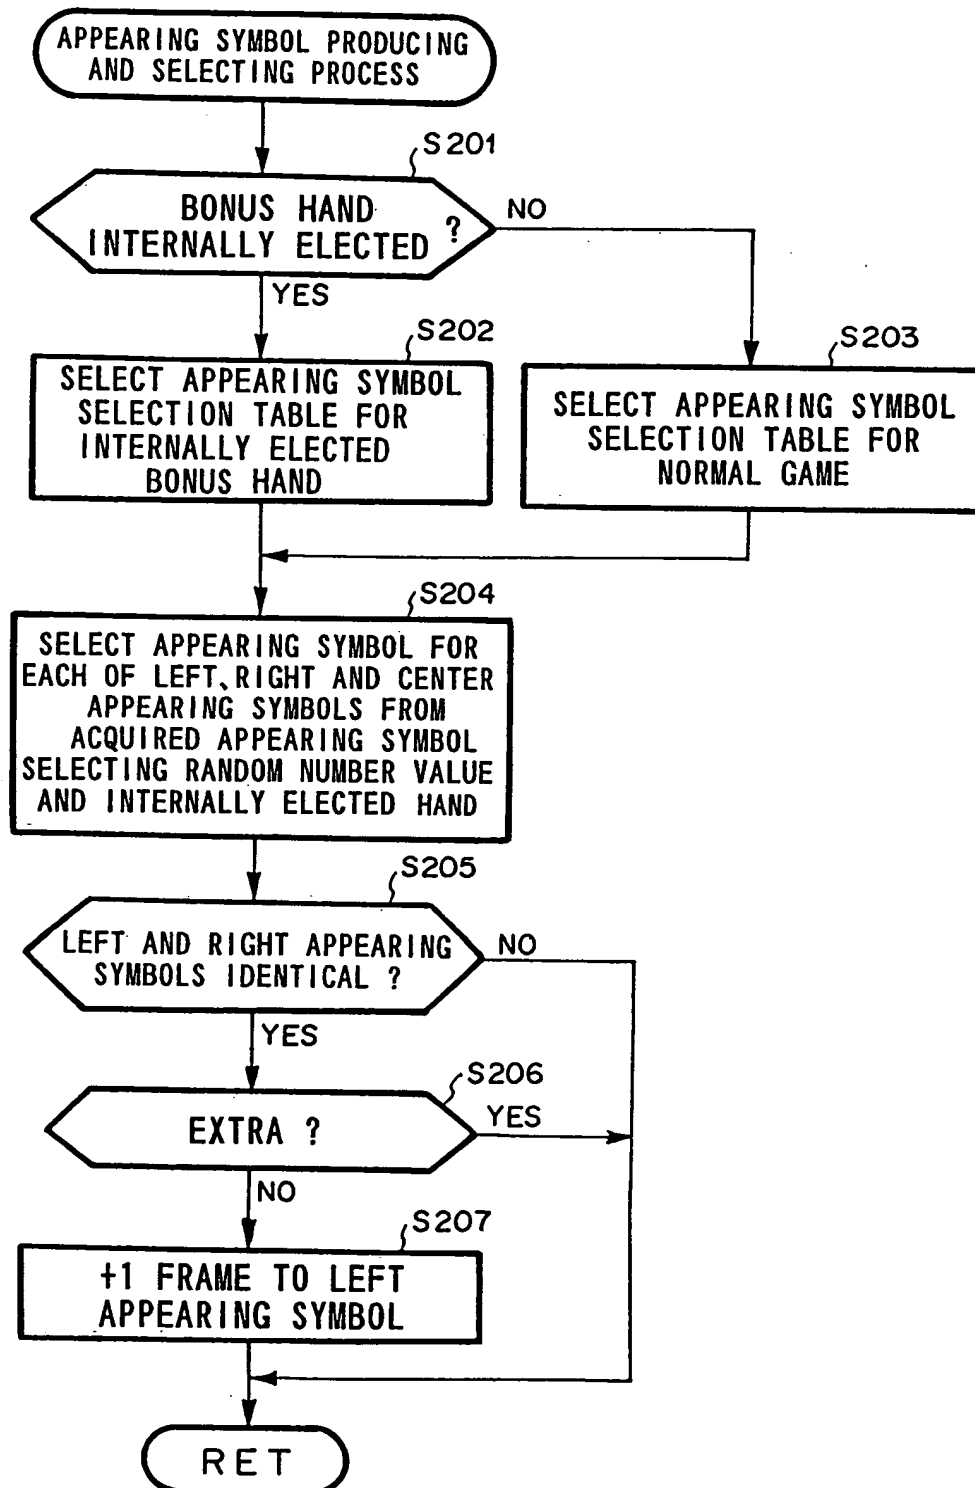 APPEARING SYMBOL PRODUCING
AND SELECTING PROCESS
S201
BONUS HAND
INTERNALLY ELECTED ?
NO
YES
S202
SELECT APPEARING SYMBOL
SELECTION TABLE FOR
INTERNALLY ELECTED
BONUS HAND
S203
SELECT APPEARING SYMBOL
SELECTION TABLE FOR
NORMAL GAME
S204
SELECT APPEARING SYMBOL FOR
EACH OF LEFT、RIGHT AND CENTER
APPEARING SYMBOLS FROM
ACQUIRED APPEARING SYMBOL
SELECTING RANDOM NUMBER VALUE
AND INTERNALLY ELECTED HAND
S205
LEFT AND RIGHT APPEARING
SYMBOLS IDENTICAL ?
NO
YES
S206
EXTRA ?
YES
NO
S207
+1 FRAME TO LEFT
APPEARING SYMBOL
RET